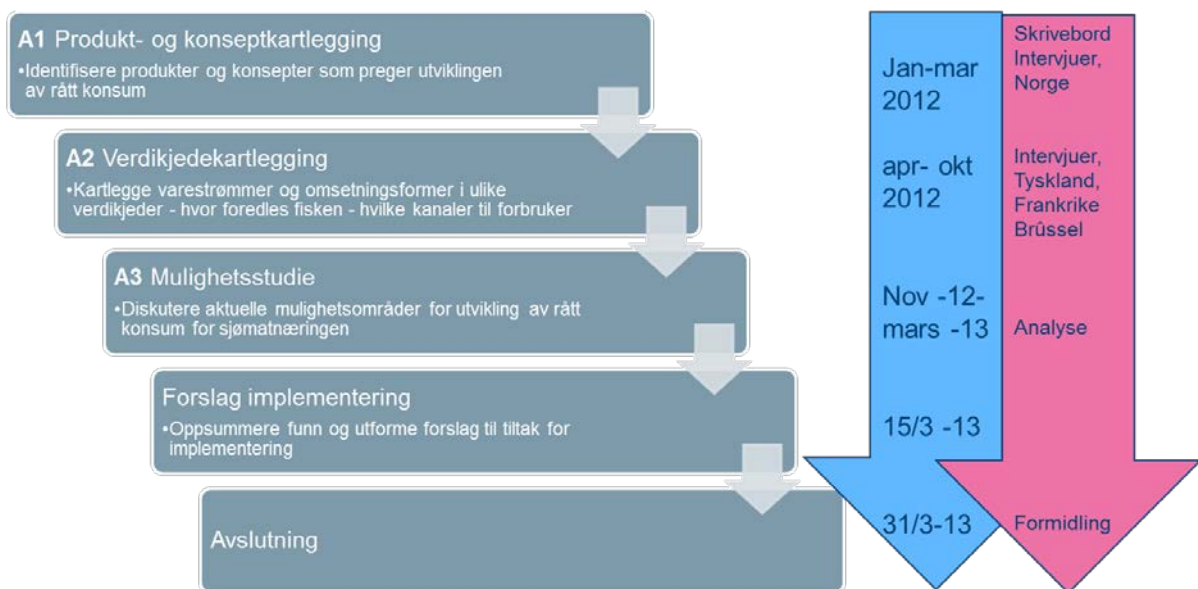 A1 Produkt- og konseptkartlegging
•Identifisere produkter og konsepter som preger utviklingen
av rått konsum
A2 Verdikjedekartlegging
•Kartlegge varestrømmer og omsetningsformer i ulike
verdikjeder - hvor foredles fisken - hvilke kanaler til forbruker
A3 Mulighetsstudie
•Diskutere aktuelle mulighetsområder for utvikling av rått
konsum for sjømatnæringen
Forslag implementering
•Oppsummere funn og utforme forslag til tiltak for
implementering
Avslutning
Jan-mar
2012
apr- okt
2012
Nov -12-
mars -13
15/3 -13
31/3-13
Skrivebord
Intervjuer,
Norge
Intervjuer,
Tyskland,
Frankrike
Brûssel
Analyse
Formidling